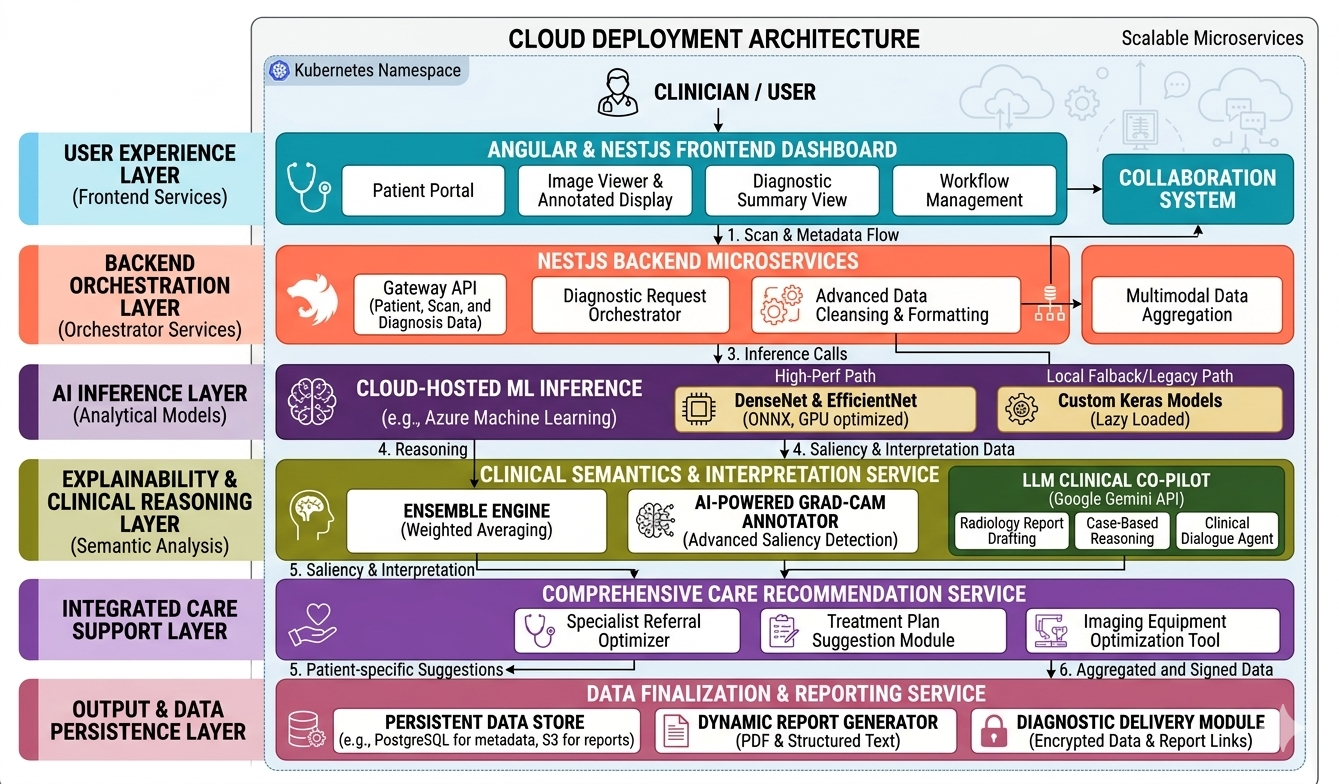 CLOUD DEPLOYMENT ARCHITECTURE
Scalable Microservices
Kubernetes Namespace
CLINICIAN / USER
USER EXPERIENCE
LAYER
(Frontend Services)
ANGULAR & NESTJS FRONTEND DASHBOARD
Patient Portal
Image Viewer &
Annotated Display
Diagnostic
Summary View
Workflow
Management
COLLABORATION
SYSTEM
1. Scan & Metadata Flow
BACKEND
ORCHESTRATION
LAYER
(Orchestrator Services)
NESTJS BACKEND MICROSERVICES
Gateway API
(Patient, Scan, and
Diagnosis Data)
Diagnostic Request
Orchestrator
Advanced Data
Cleansing & Formatting
Multimodal Data
Aggregation
3. Inference Calls
AI INFERENCE LAYER
(Analytical Models)
CLOUD-HOSTED ML INFERENCE
(e.g., Azure Machine Learning)
High-Perf Path
DenseNet & EfficientNet
(ONNX, GPU optimized)
Local Falback/Legacy Path
Custom Keras Models
(Lazy Loaded)
4. Reasoning
4. Saliency & Interpretation Data
EXPLAINABILITY &
CLINICAL REASONING
LAYER
(Semantic Analysis)
CLINICAL SEMANTICS & INTERPRETATION SERVICE
ENSEMBLE ENGINE
(Weighted Averaging)
AI-POWERED GRAD-CAM
ANNOTATOR
(Advanced Saliency Detection)
LLM CLINICAL CO-PILOT
(Google Gemini API)
Radiology Report
Drafting
Case-Based
Reasoning
Clinical
Dialogue Agent
5. Saliency & Interpretation
INTEGRATED CARE
SUPPORT LAYER
COMPREHENSIVE CARE RECOMMENDATION SERVICE
Specialist Referral
Optimizer
Treatment Plan
Suggestion Module
Imaging Equipment
Optimization Tool
5. Patient-specific Suggestions
6. Aggregated and Signed Data
OUTPUT & DATA
PERSISTENCE LAYER
DATA FINALIZATION & REPORTING SERVICE
PERSISTENT DATA STORE
(e.g., PostgreSQL for metadata, S3 for reports)
DYNAMIC REPORT GENERATOR
(PDF & Structured Text)
DIAGNOSTIC DELIVERY MODULE
(Encrypted Data & Report Links)